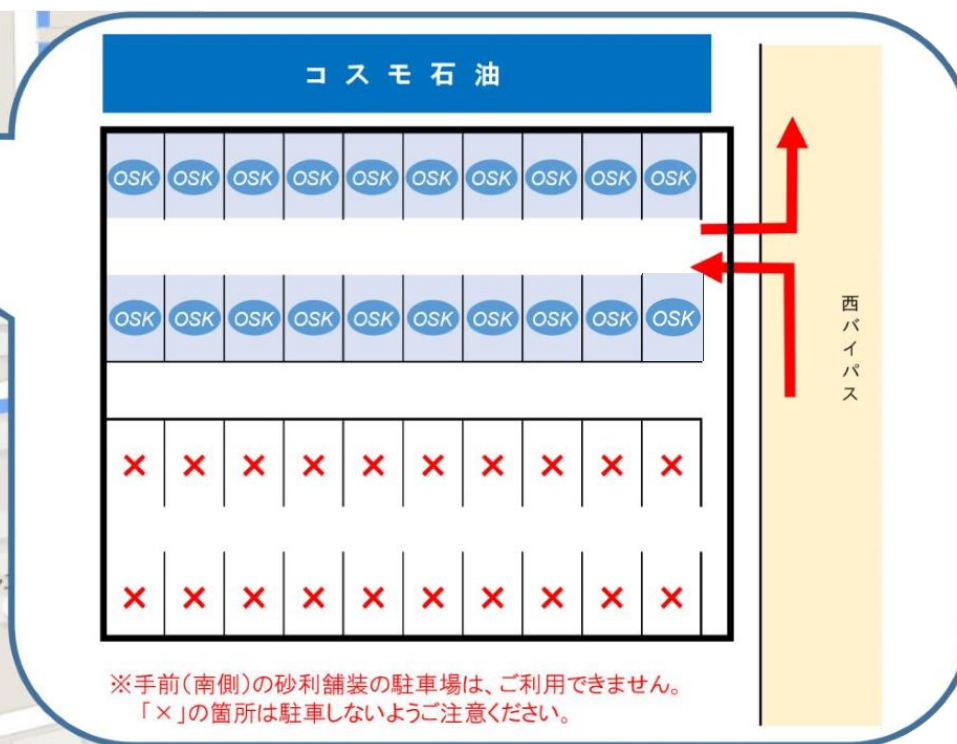 コスモ石油
OSK OSK OSK OSK OSK OSK OSK OSK OSK OSK
OSK OSK OSK OSK OSK OSK OSK OSK OSK OSK
西バイパス
× × × × × × × × × ×
× × × × × × × × × ×
※手前(南側)の砂利舗装の駐車場は、ご利用できません。
「×」の箇所は駐車しないようご注意ください。